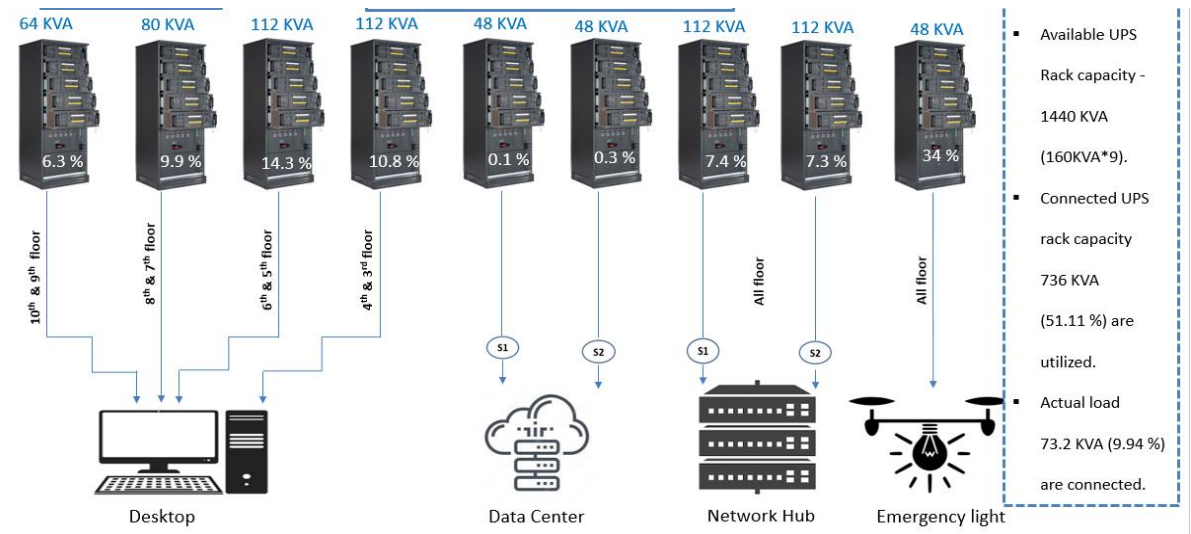 64 KVA
80 KVA
112 KVA
112 KVA
48 KVA
48 KVA
112 KVA
112 KVA
48 KVA
6.3 %
9.9 %
14.3 %
10.8 %
0.1 %
0.3 %
7.4 %
7.3 %
34 %
10th & 9th floor
8th & 7th floor
6th & 5th floor
4th & 3rd floor
All floor
All floor
S1
S2
S1
S2
Desktop
Data Center
Network Hub
Emergency light
▪ Available UPS
Rack capacity -
1440 KVA
(160KVA*9).
▪ Connected UPS
rack capacity
736 KVA
(51.11 %) are
utilized.
▪ Actual load
73.2 KVA (9.94 %)
are connected.